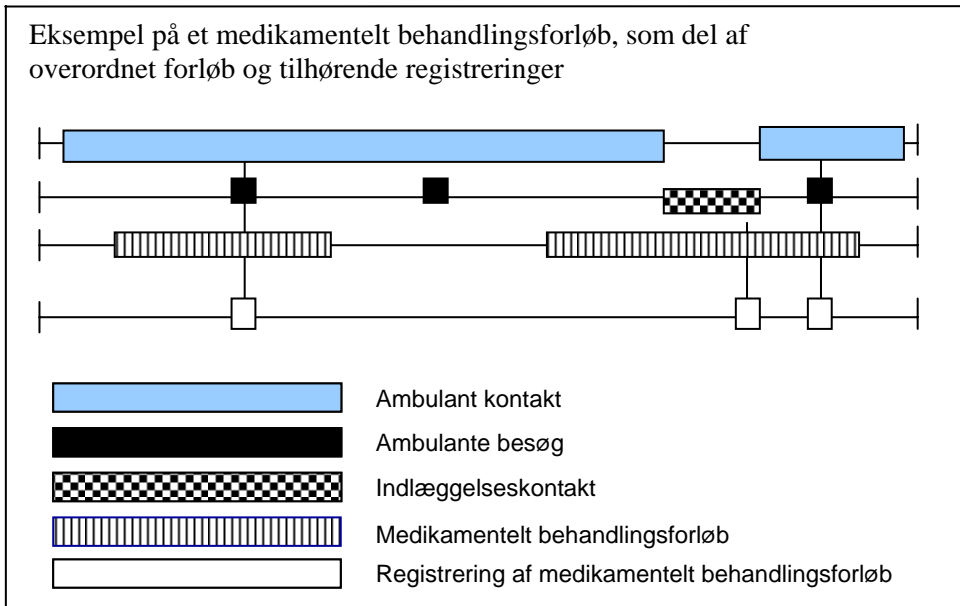 Eksempel på et medikamentelt behandlingsforløb, som del af
overordnet forløb og tilhørende registreringer
Ambulant kontakt
Ambulante besøg
Indlæggelseskontakt
Medikamentelt behandlingsforløb
Registrering af medikamentelt behandlingsforløb